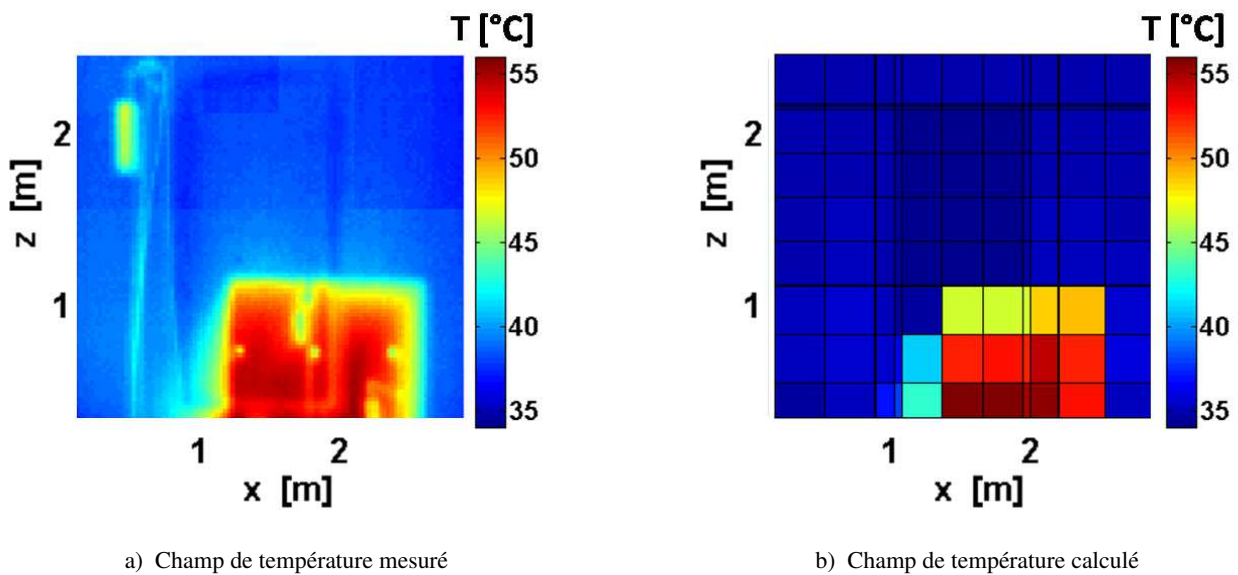 T [°C]
T [°C]
55
50
45
40
35
55
50
45
40
35
2
1
z [m]
2
1
z [m]
1 2
x [m]
1 2
x [m]
a) Champ de température mesuré
b) Champ de température calculé